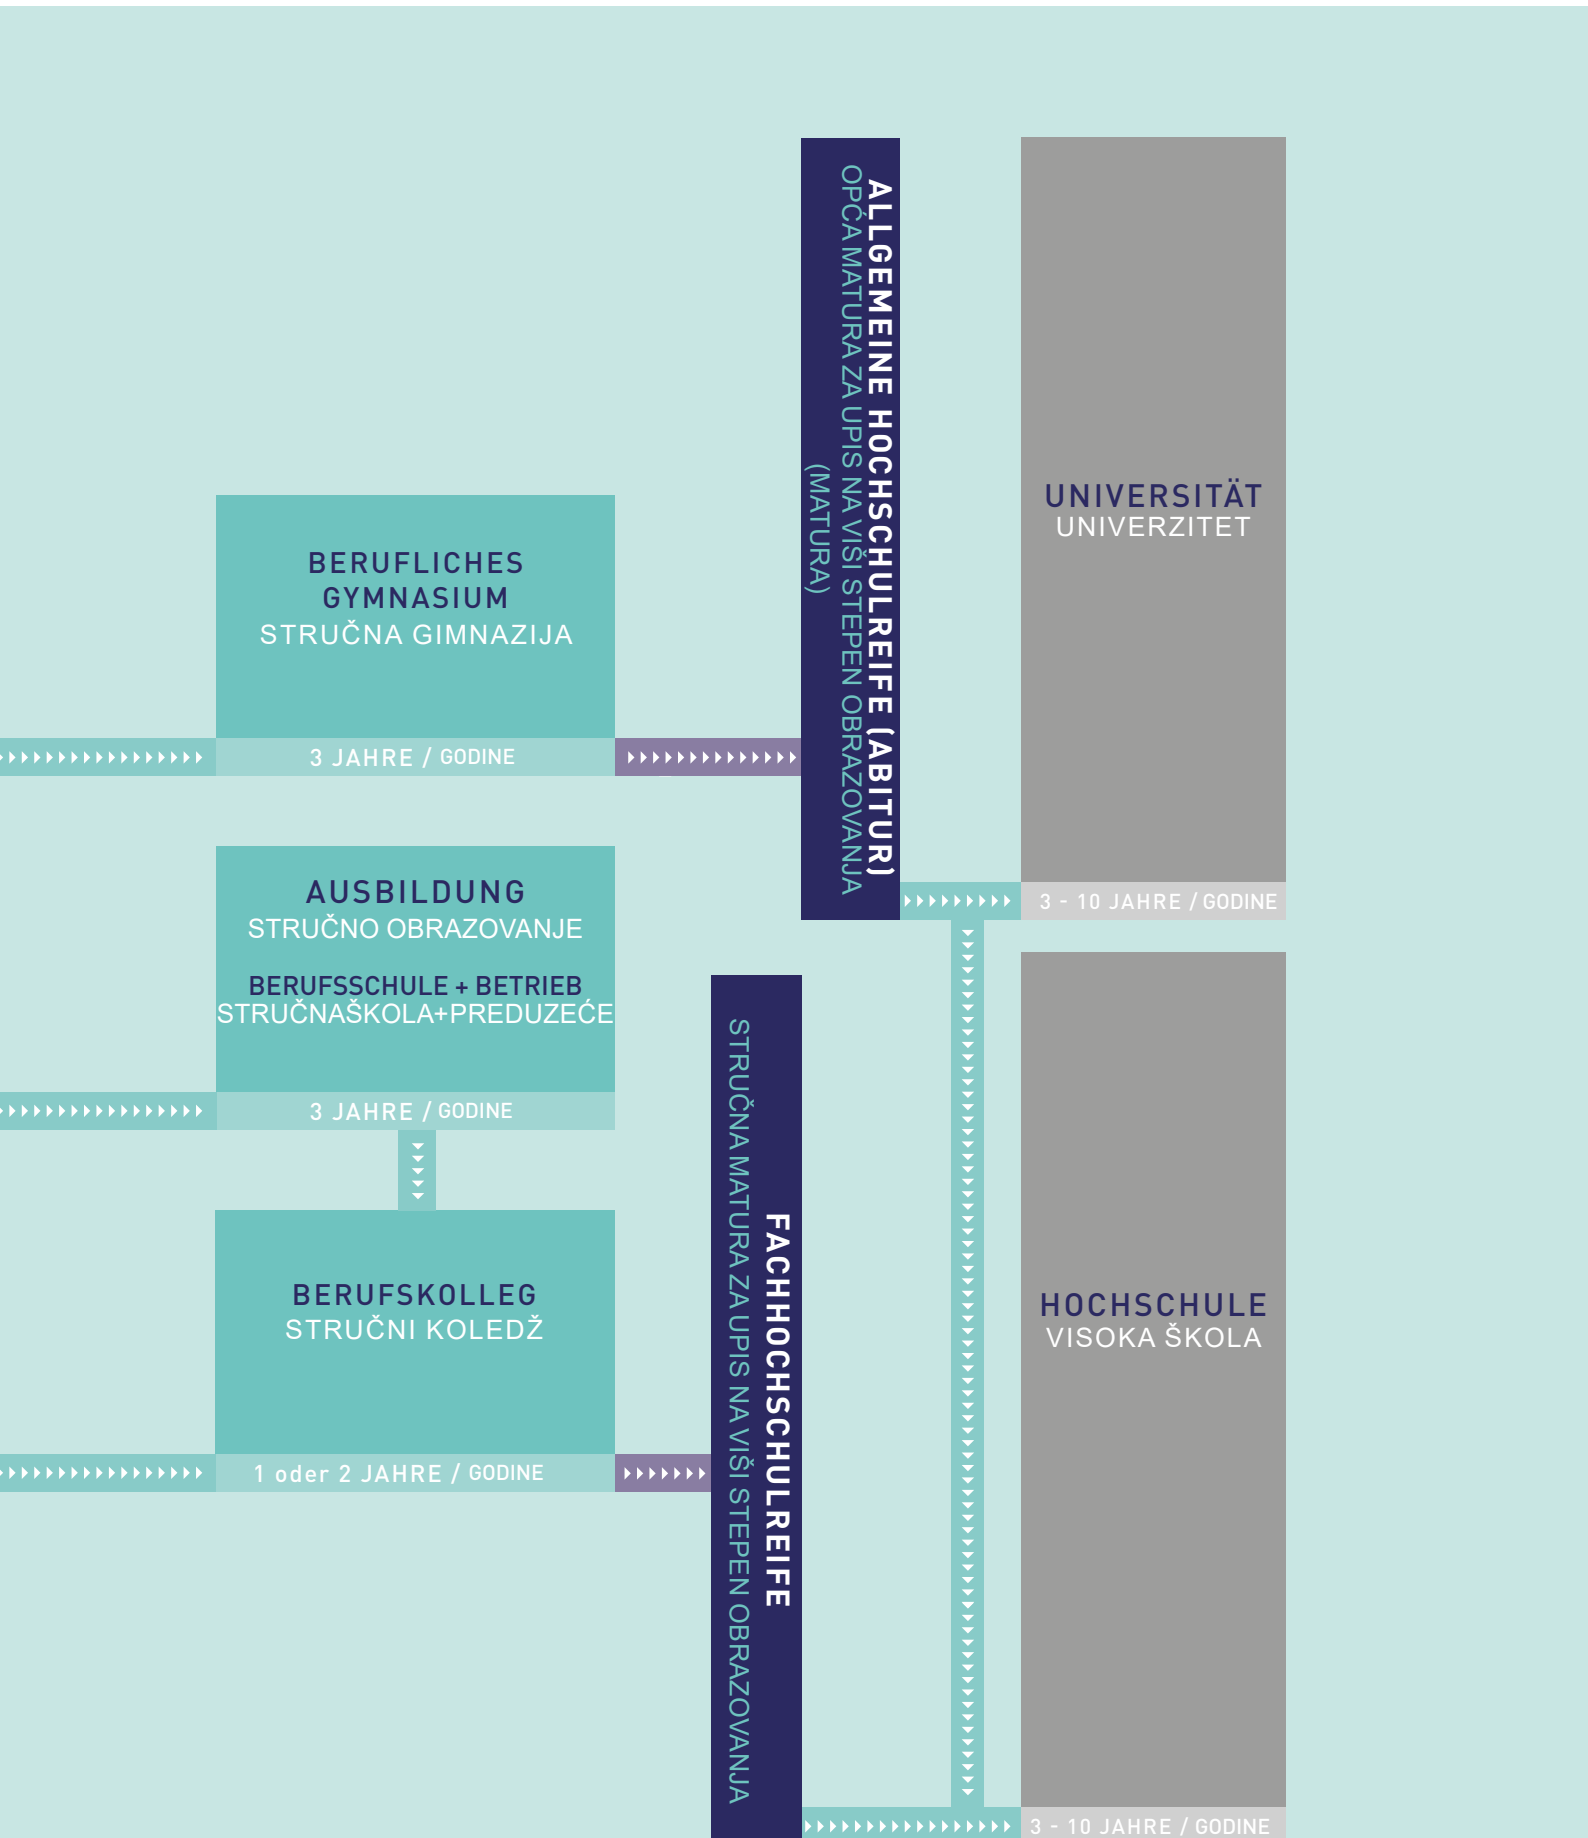 BERUFLICHES
GYMNASIUM
STRUČNA GIMNAZIJA
3 JAHRE / GODINE
AUSBILDUNG
STRUČNO OBRAZOVANJE
BERUFSSCHULE + BETRIEB
STRUČNAŠKOLA+PREDUZEĆE
3 JAHRE / GODINE
BERUFSKOLLEG
STRUČNI KOLEDŽ
1 oder 2 JAHRE / GODINE
ALLGEMEINE HOCHSCHULREIFE (ABITUR)
OPĆA MATURA ZA UPIS NA VIŠI STEPEN OBRAZOVANJA
(MATURA)
FACHHOCHSCHULREIFE
STRUČNA MATURA ZA UPIS NA VIŠI STEPEN OBRAZOVANJA
UNIVERSITÄT
UNIVERZITET
3 - 10 JAHRE / GODINE
HOCHSCHULE
VISOKA ŠKOLA
3 - 10 JAHRE / GODINE